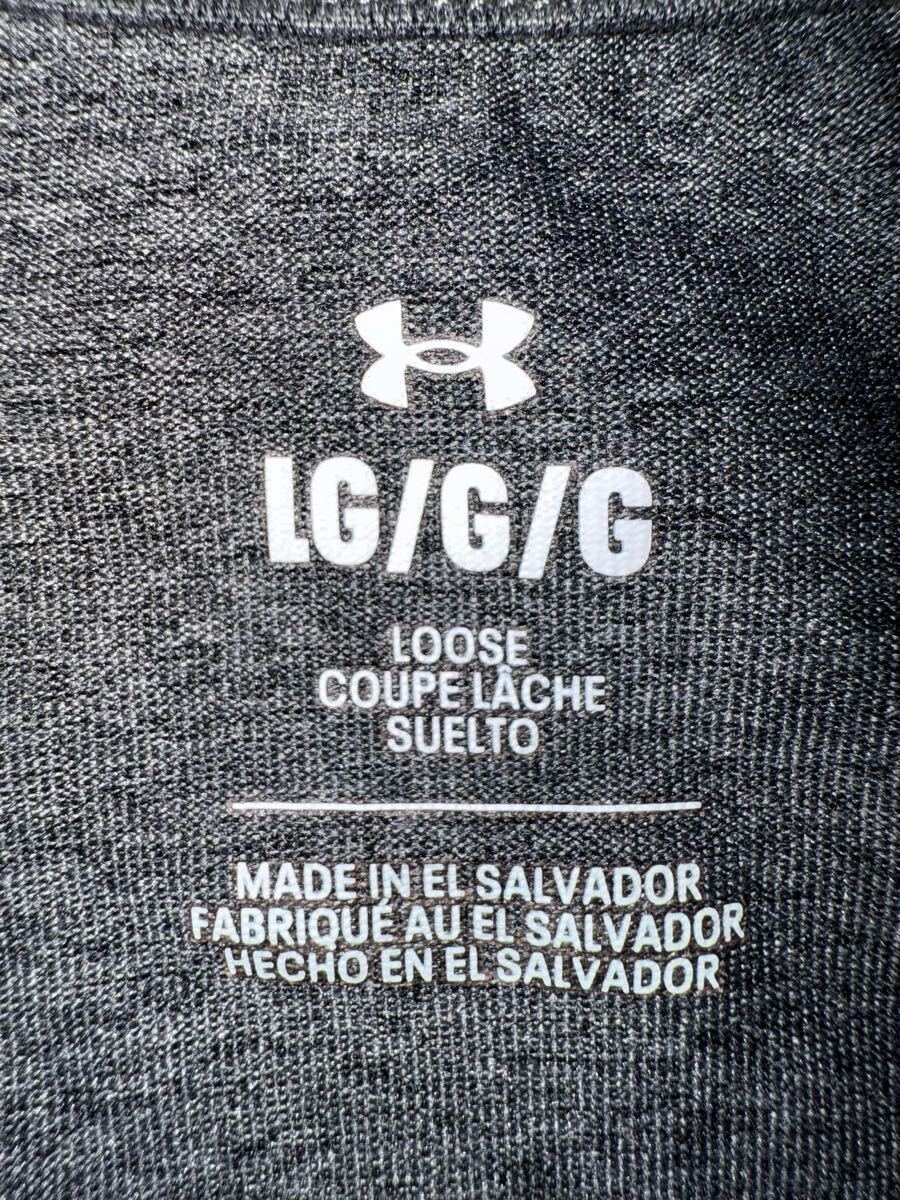 LG/G/G
LOOSE
COUPE LÂCHE
SUELTO
MADE IN EL SALVADOR
FABRIQUÉ AU EL SALVADOR
HECHO EN EL SALVADOR